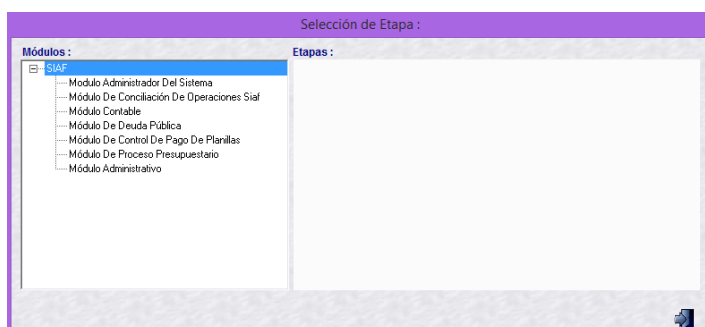 Selección de Etapa :
Módulos :
Etapas :
SIAF
Modulo Administrador Del Sistema
Módulo De Conciliación De Operaciones Siaf
Módulo Contable
Módulo De Deuda Pública
Módulo De Control De Pago De Planillas
Módulo De Proceso Presupuestario
Módulo Administrativo